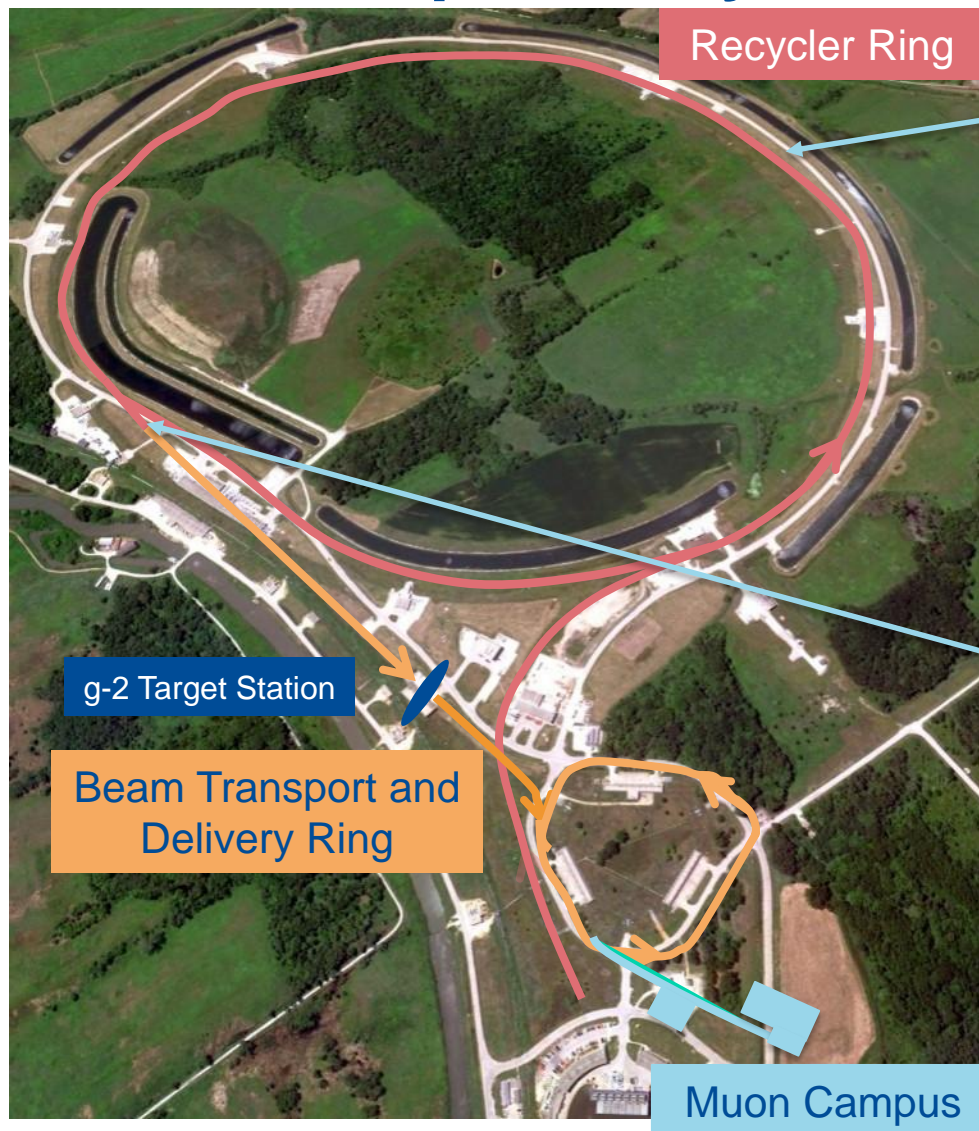 Recycler Ring
g-2 Target Station
Beam Transport and
Delivery Ring
Muon Campus